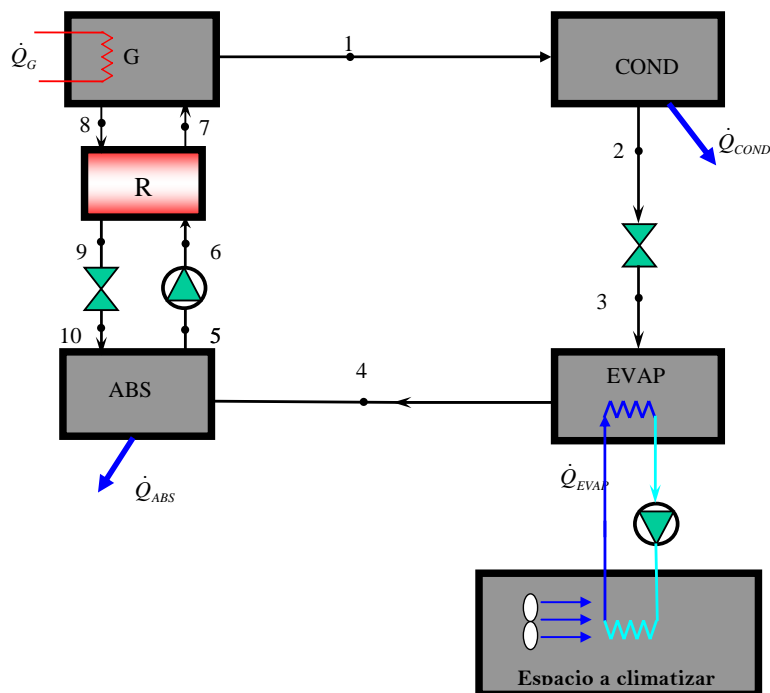 1
Q̇G
G
COND
8
7
2
Q̇COND
R
9
6
3
10
5
4
EVAP
ABS
Q̇EVAP
Q̇ABS
Espacio a climatizar